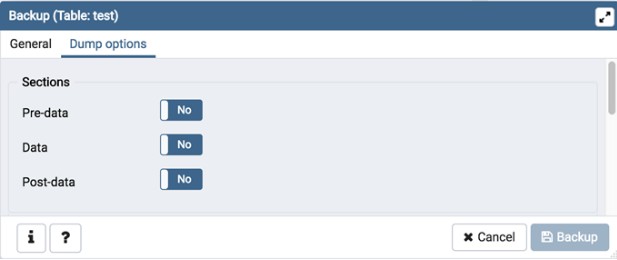 Backup (Table: test)
General Dump options
Sections
Pre-data No
Data No
Post-data No
i ? Cancel Backup